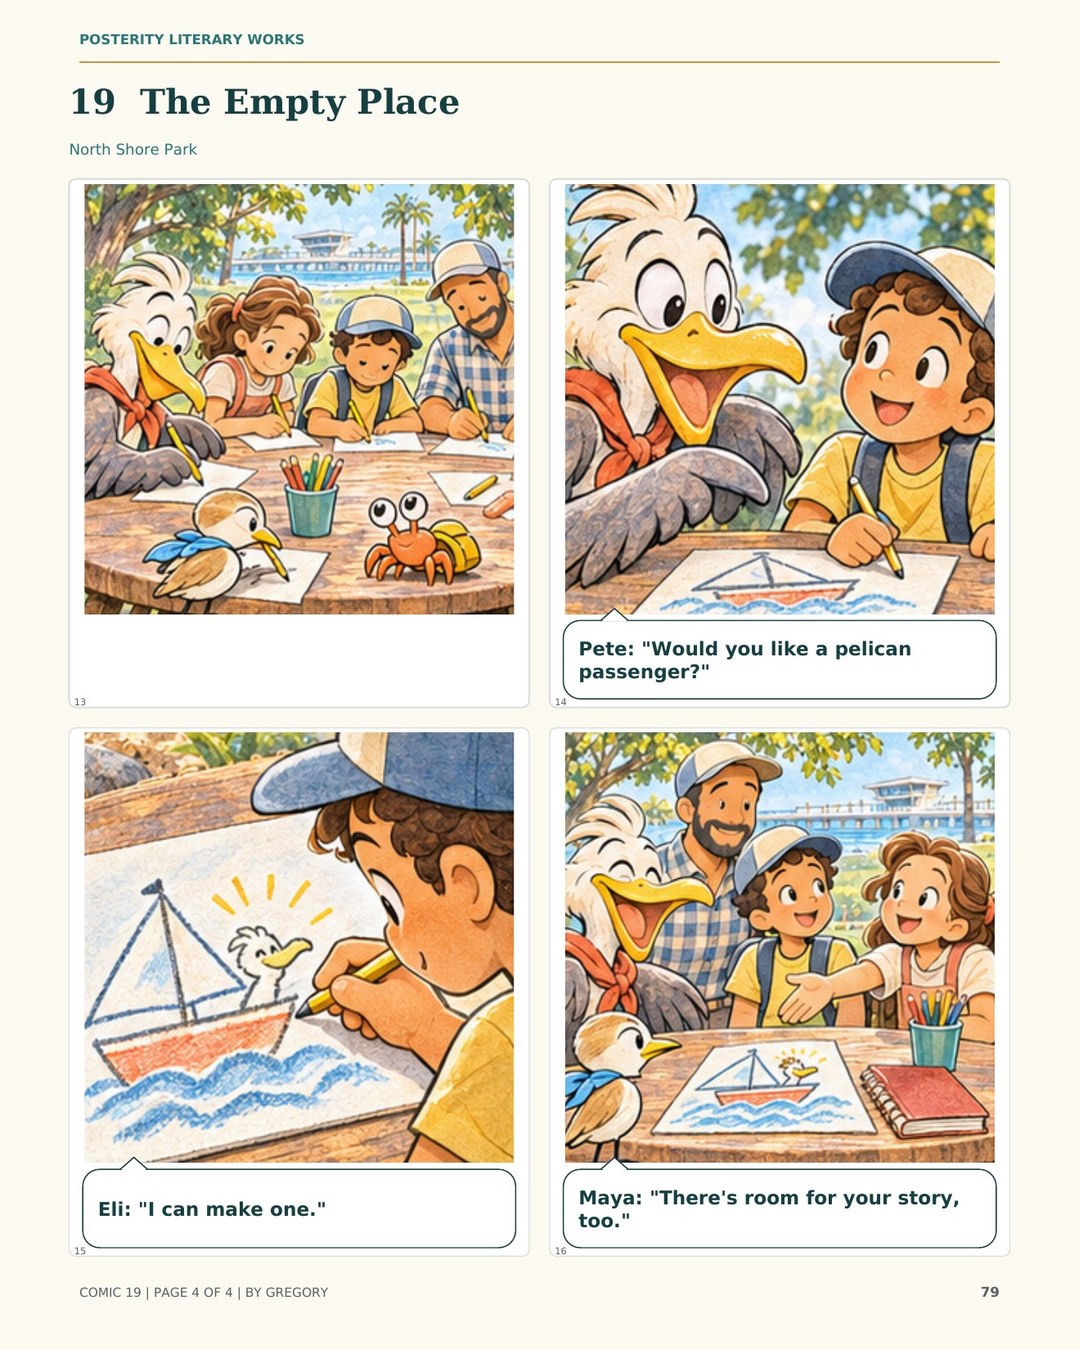 POSTERITY LITERARY WORKS
19 The Empty Place
North Shore Park
13
Pete: "Would you like a pelican
passenger?"
14
Eli: "I can make one."
15
Maya: "There's room for your story,
too."
16
COMIC 19 | PAGE 4 OF 4 | BY GREGORY
79